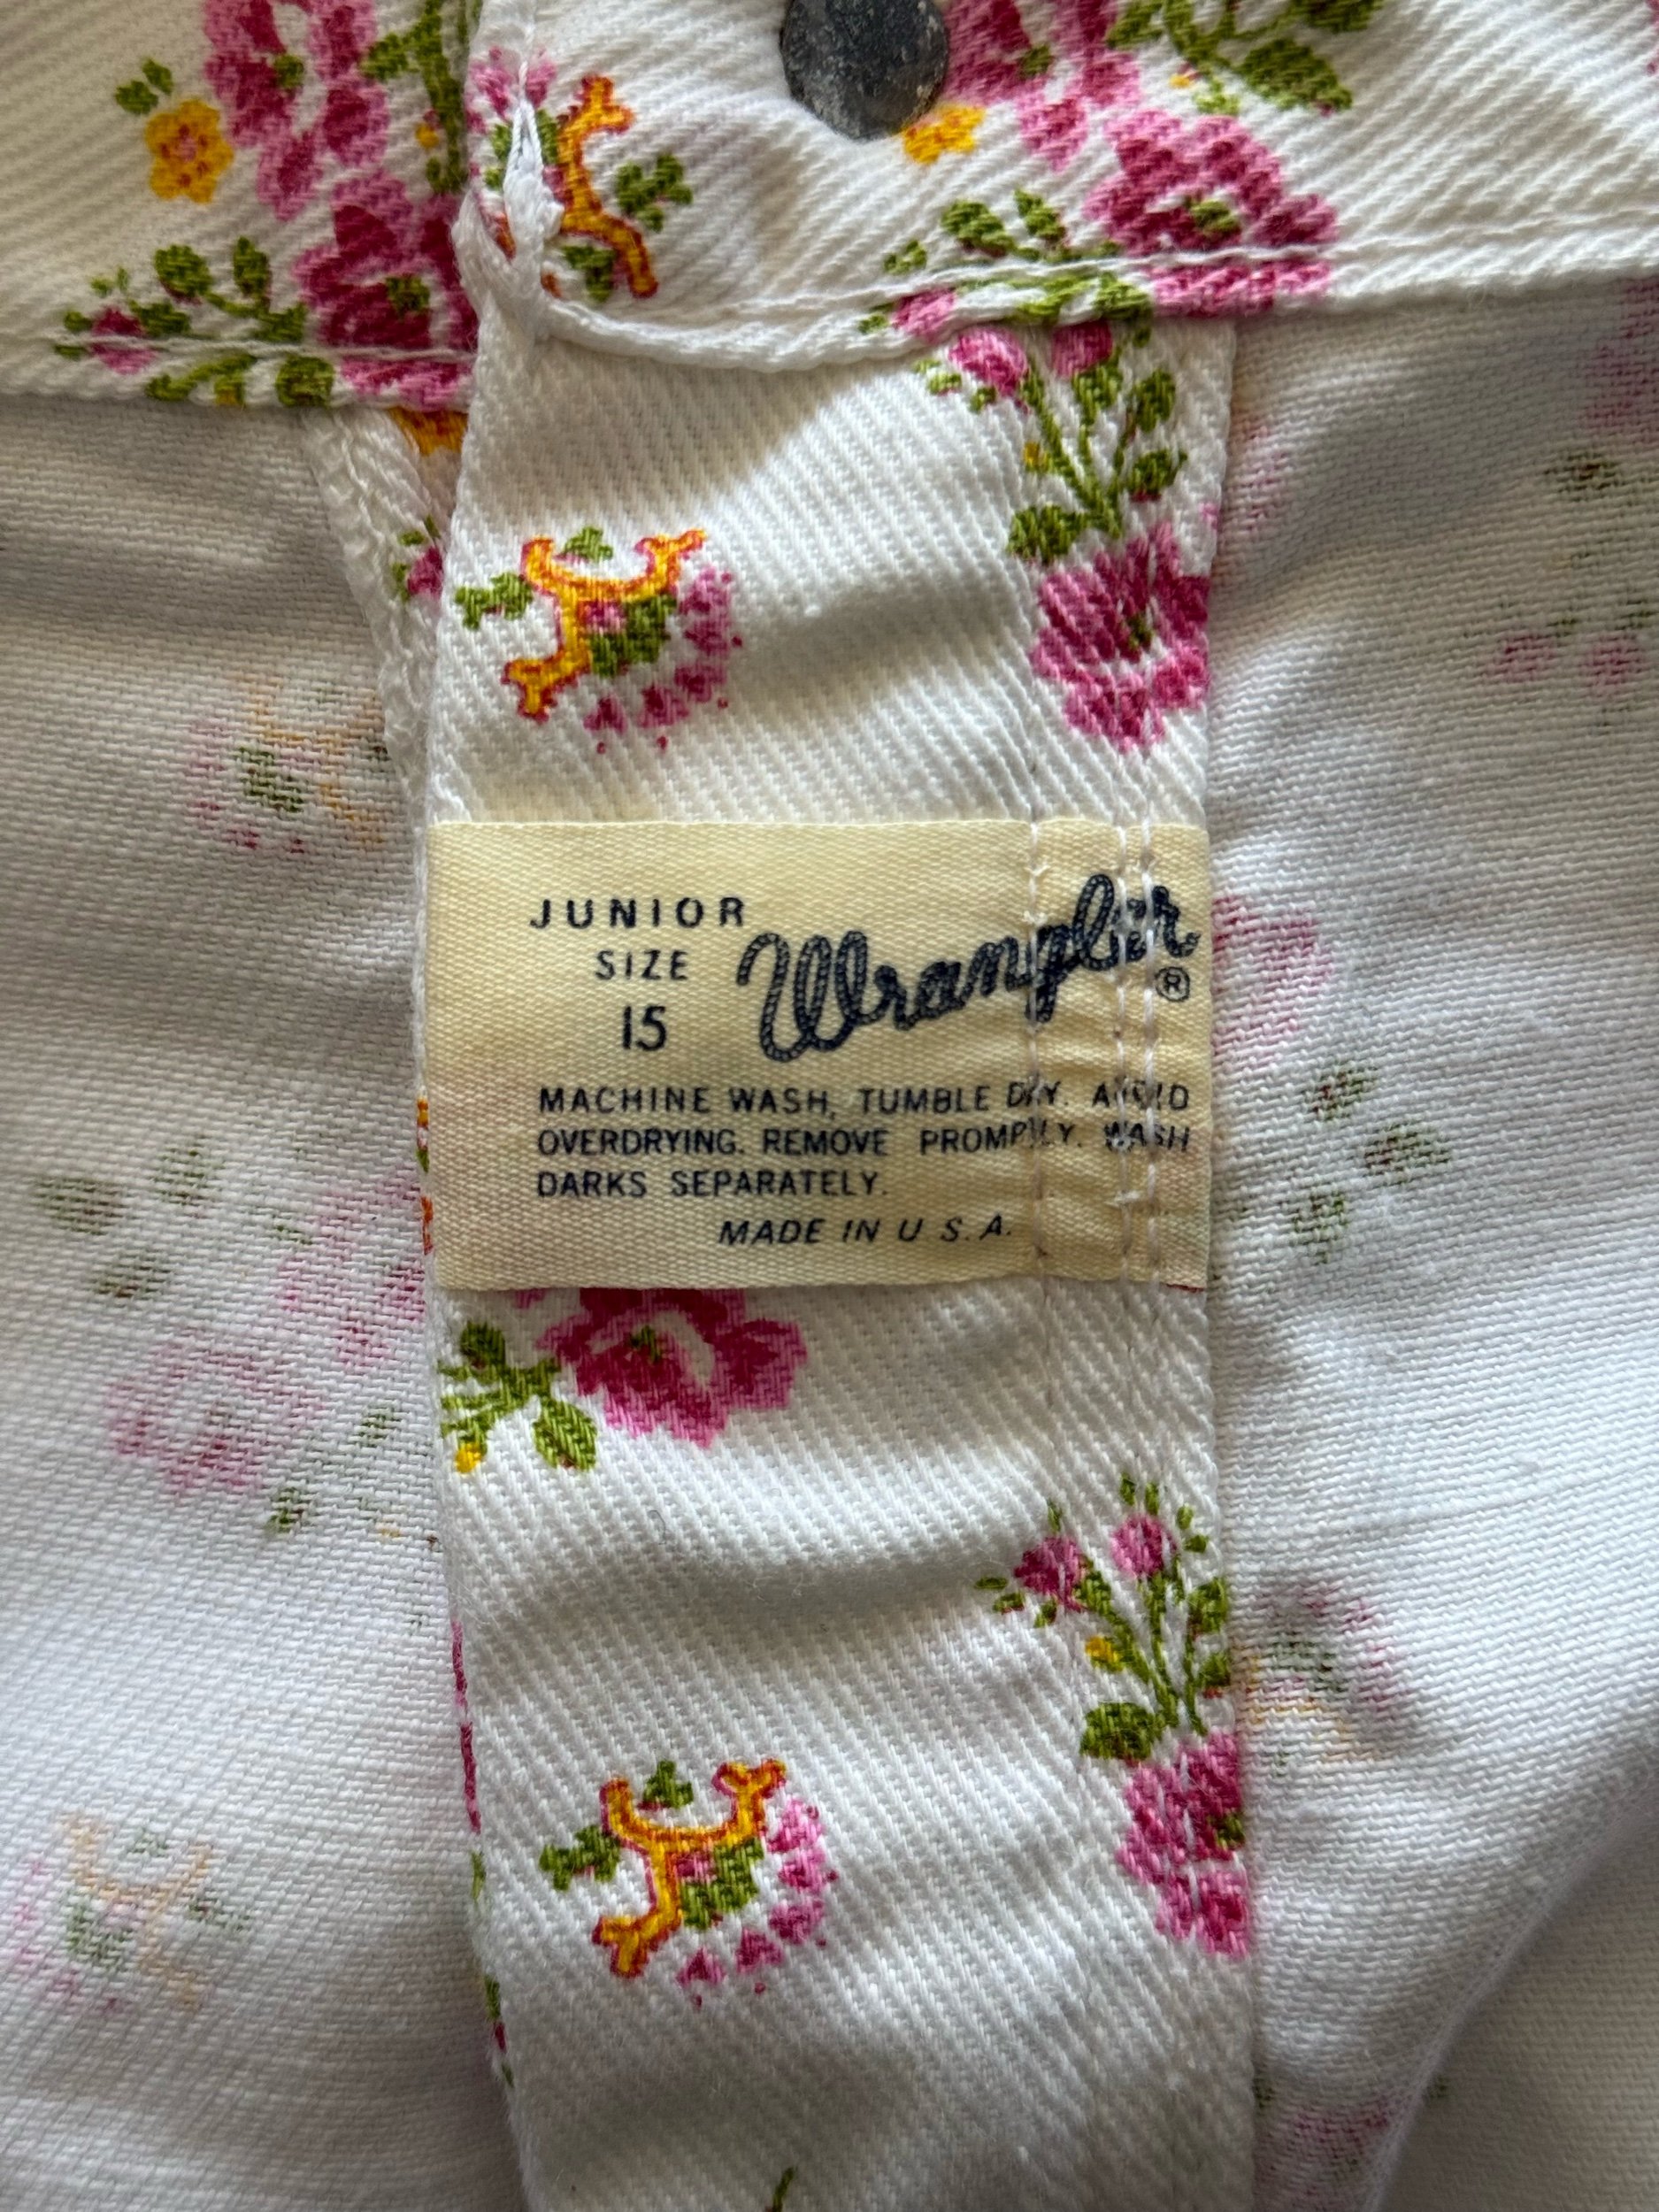 JUNIOR
SIZE
15
Wrangler
®
MACHINE WASH, TUMBLE DRY. AVOID
OVERDRYING. REMOVE PROMPTLY. WASH
DARKS SEPARATELY.
MADE IN U.S.A.